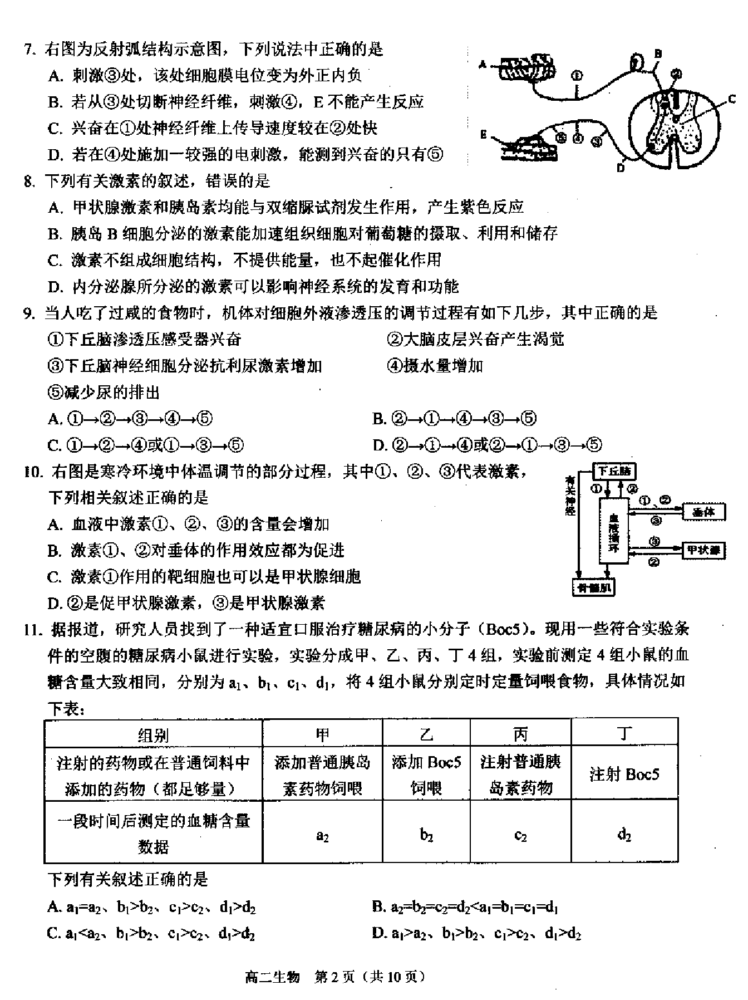 7. 右图为反射弧结构示意图，下列说法中正确的是
A. 刺激③处，该处细胞膜电位变为外正内负
B. 若从③处切断神经纤维，刺激④，E 不能产生反应
C. 兴奋在①处神经纤维上传导速度较在②处快
D. 若在④处施加一较强的电刺激，能测到兴奋的只有⑤
A
①
B
②
C
E
⑤
④
③
D
8. 下列有关激素的叙述，错误的是
A. 甲状腺激素和胰岛素均能与双缩脲试剂发生作用，产生紫色反应
B. 胰岛 B 细胞分泌的激素能加速组织细胞对葡萄糖的摄取、利用和储存
C. 激素不组成细胞结构，不提供能量，也不起催化作用
D. 内分泌腺所分泌的激素可以影响神经系统的发育和功能
9. 当人吃了过咸的食物时，机体对细胞外液渗透压的调节过程有如下几步，其中正确的是
①下丘脑渗透压感受器兴奋 ②大脑皮层兴奋产生渴觉
③下丘脑神经细胞分泌抗利尿激素增加 ④摄水量增加
⑤减少尿的排出
A. ①→②→③→④→⑤ B. ②→①→④→③→⑤
C. ①→②→④或①→③→⑤ D. ②→①→④或②→①→③→⑤
10. 右图是寒冷环境中体温调节的部分过程，其中①、②、③代表激素，
下列相关叙述正确的是
A. 血液中激素①、②、③的含量会增加
B. 激素①、②对垂体的作用效应都为促进
C. 激素①作用的靶细胞也可以是甲状腺细胞
D. ②是促甲状腺激素，③是甲状腺激素
下丘脑
有关神经
① ②
①、②
垂体
③
血液循环
③
甲状腺
②
骨骼肌
11. 据报道，研究人员找到了一种适宜口服治疗糖尿病的小分子（Boc5）。现用一些符合实验条
件的空腹的糖尿病小鼠进行实验，实验分成甲、乙、丙、丁 4 组，实验前测定 4 组小鼠的血
糖含量大致相同，分别为 a₁、b₁、c₁、d₁，将 4 组小鼠分别定时定量饲喂食物，具体情况如
下表：
组别 甲 乙 丙 丁
注射的药物或在普通饲料中 添加普通胰岛 添加 Boc5 注射普通胰 注射 Boc5
添加的药物（都足够量） 素药物饲喂 饲喂 岛素药物
一段时间后测定的血糖含量 a₂ b₂ c₂ d₂
数据
下列有关叙述正确的是
A. a₁=a₂、b₁>b₂、c₁>c₂、d₁>d₂ B. a₂=b₂=c₂=d₂<a₁=b₁=c₁=d₁
C. a₁<a₂、b₁>b₂、c₁>c₂、d₁>d₂ D. a₁>a₂、b₁>b₂、c₁>c₂、d₁>d₂
高二生物 第 2 页（共 10 页）